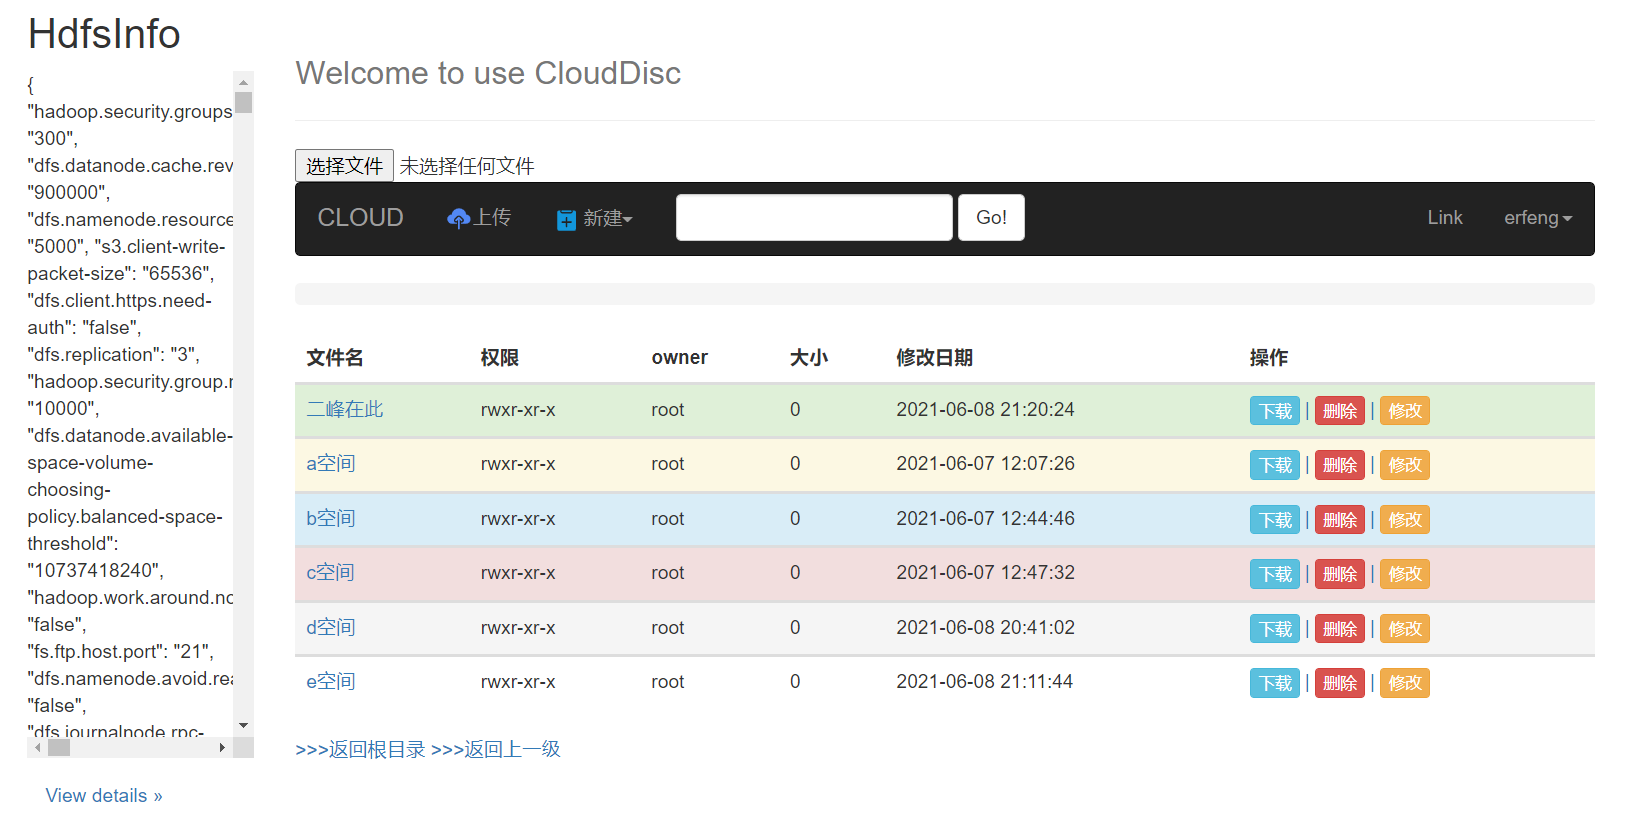 HdfsInfo
{
"hadoop.security.groups
"300",
"dfs.datanode.cache.rev
"900000",
"dfs.namenode.resource
"5000", "s3.client-write-
packet-size": "65536",
"dfs.client.https.need-
auth": "false",
"dfs.replication": "3",
"hadoop.security.group.r
"10000",
"dfs.datanode.available-
space-volume-
choosing-
policy.balanced-space-
threshold":
"10737418240",
"hadoop.work.around.no
"false",
"fs.ftp.host.port": "21",
"dfs.namenode.avoid.rea
"false",
"dfs.journalnode.rpc-
View details »
Welcome to use CloudDisc
选择文件 未选择任何文件
CLOUD 上传 新建 Go! Link erfeng
文件名 权限 owner 大小 修改日期 操作
二峰在此 rwxr-xr-x root 0 2021-06-08 21:20:24 下载 | 删除 | 修改
a空间 rwxr-xr-x root 0 2021-06-07 12:07:26 下载 | 删除 | 修改
b空间 rwxr-xr-x root 0 2021-06-07 12:44:46 下载 | 删除 | 修改
c空间 rwxr-xr-x root 0 2021-06-07 12:47:32 下载 | 删除 | 修改
d空间 rwxr-xr-x root 0 2021-06-08 20:41:02 下载 | 删除 | 修改
e空间 rwxr-xr-x root 0 2021-06-08 21:11:44 下载 | 删除 | 修改
>>>返回根目录 >>>返回上一级